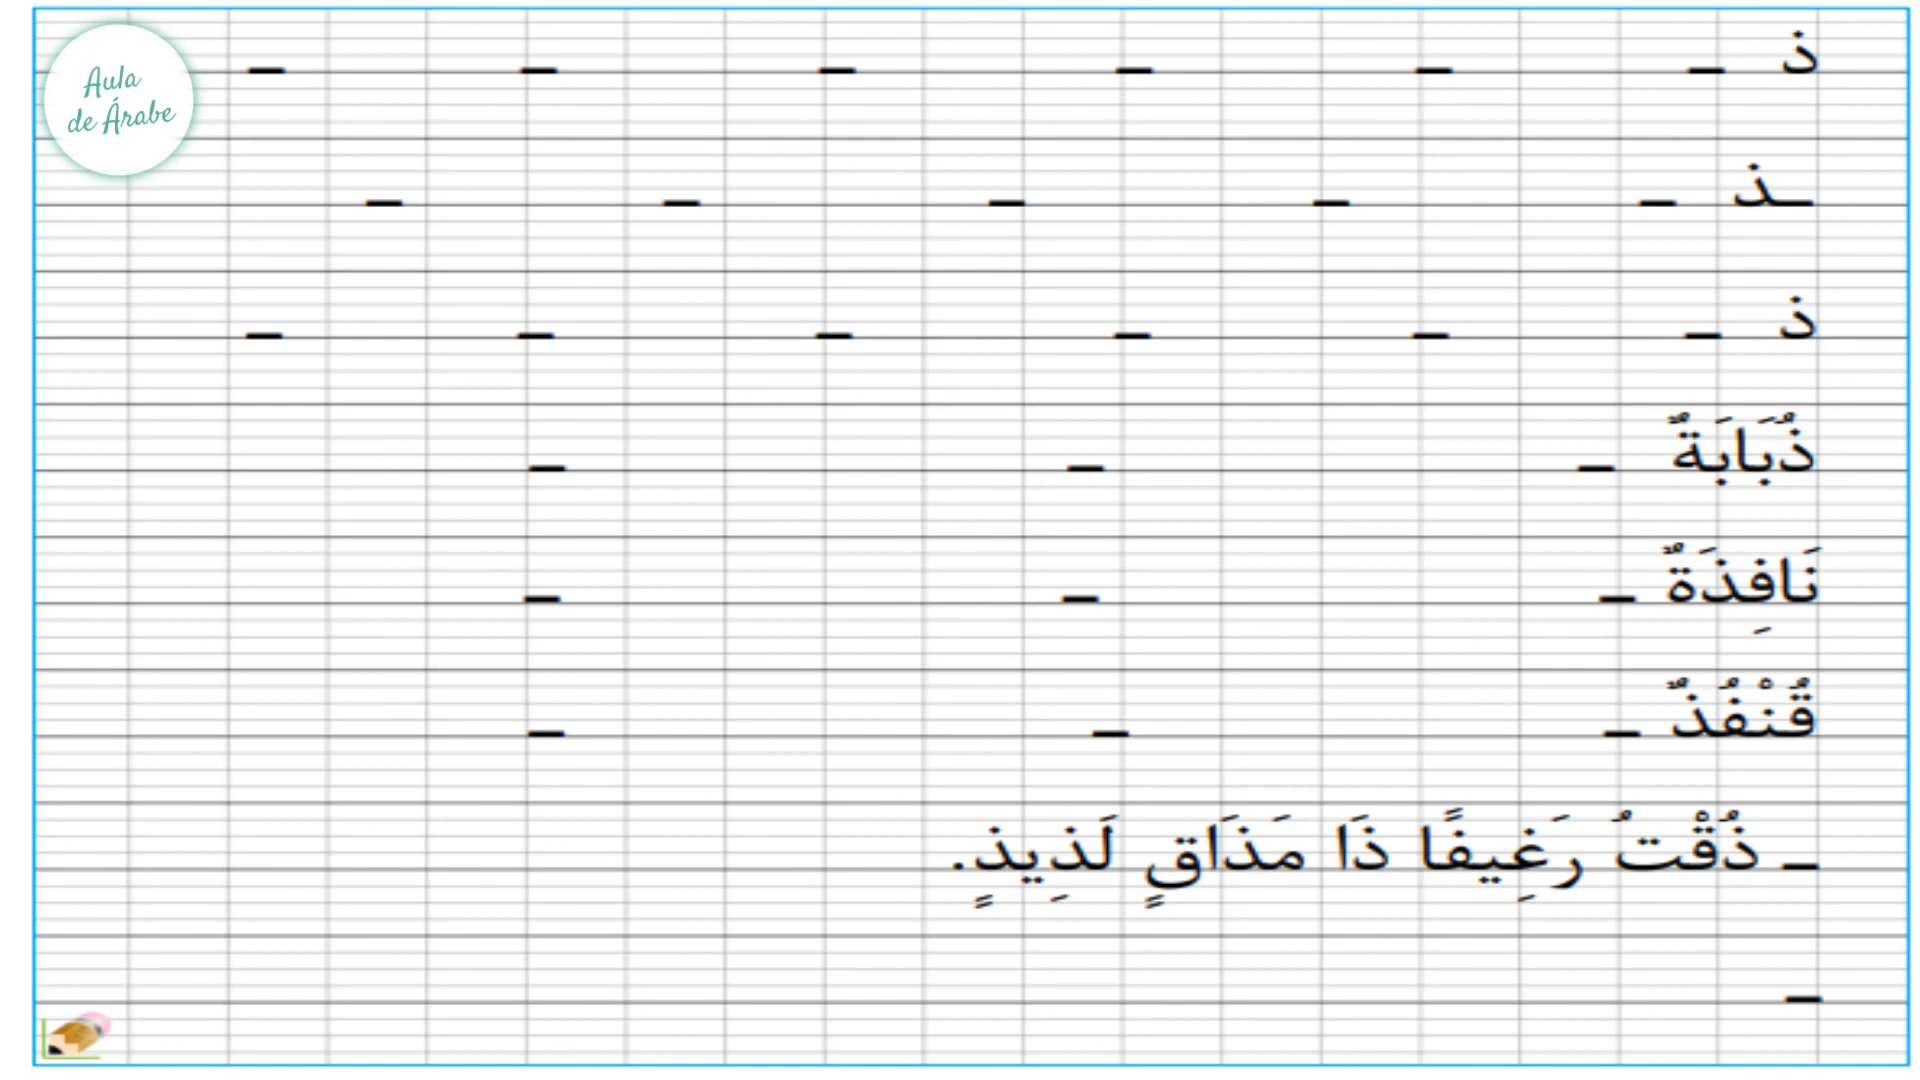 Aula
de Árabe
ذ – – – – – –
ـذ – – – – –
ذ – – – – – –
ذُبَابَةٌ – – –
نَافِذَةٌ – – –
قُنْفُذٌ – – –
– ذُقْتُ رَغِيفًا ذَا مَذَاقٍ لَذِيذٍ.
–